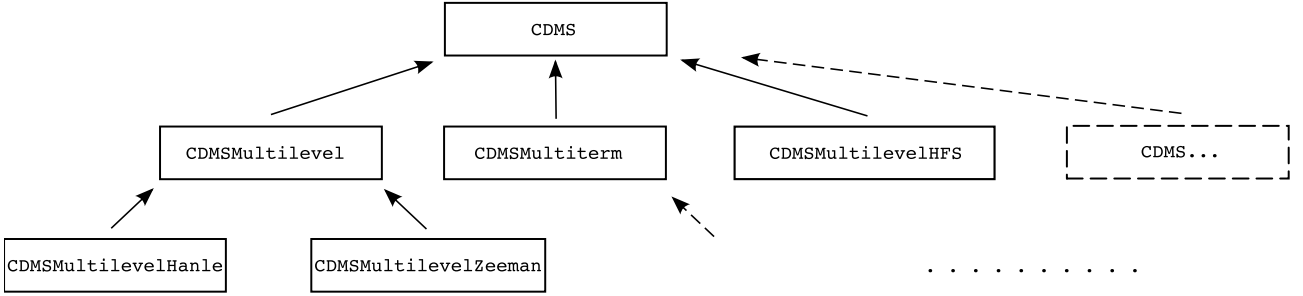 CDMS
CDMSMultilevel
CDMSMultiterm
CDMSMultilevelHFS
CDMS...
CDMSMultilevelHanle
CDMSMultilevelZeeman
. . . . . . . . . .